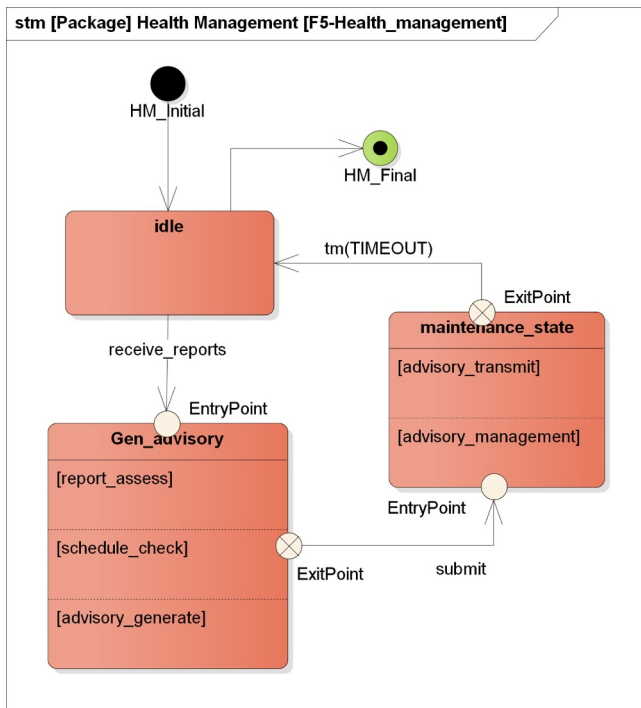 stm [Package] Health Management [F5-Health_management]
HM_Initial
HM_Final
idle
tm(TIMEOUT)
ExitPoint
maintenance_state
receive_reports
[advisory_transmit]
EntryPoint
[advisory_management]
Gen_advisory
[report_assess]
EntryPoint
[schedule_check]
ExitPoint
submit
[advisory_generate]